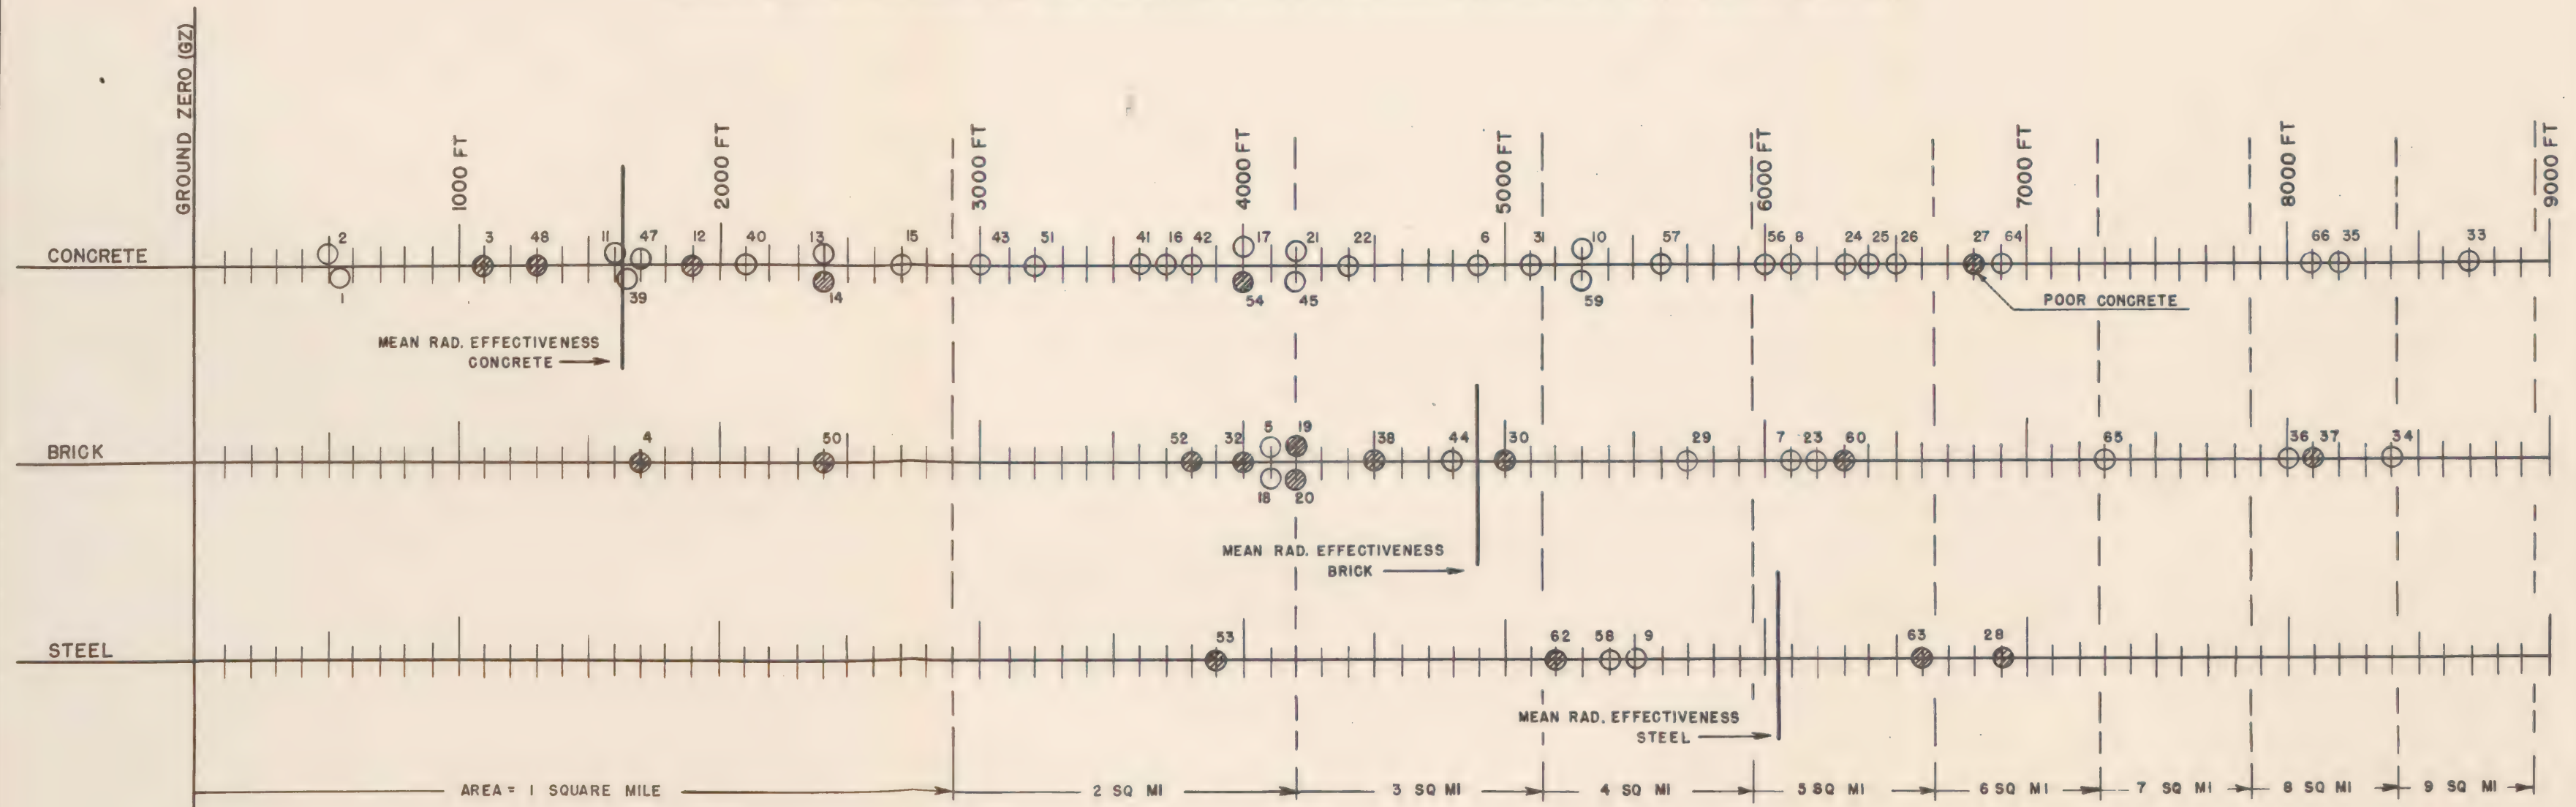 GROUND ZERO (GZ)
1000 FT
2000 FT
3000 FT
4000 FT
5000 FT
6000 FT
7000 FT
8000 FT
9000 FT
CONCRETE
2 3 48 11 47 12 40 13 15 43 51 41 16 42 17 21 22 6 31 10 57 56 8 24 25 26 27 64 66 35 33
1 39 14 54 45 59
POOR CONCRETE
MEAN RAD. EFFECTIVENESS
CONCRETE
BRICK
4 50 52 32 5 19 38 44 30 29 7 23 60 65 36 37 34
18 20
MEAN RAD. EFFECTIVENESS
BRICK
STEEL
53 62 58 9 63 28
MEAN RAD. EFFECTIVENESS
STEEL
AREA = 1 SQUARE MILE 2 SQ MI 3 SQ MI 4 SQ MI 5 SQ MI 6 SQ MI 7 SQ MI 8 SQ MI 9 SQ MI